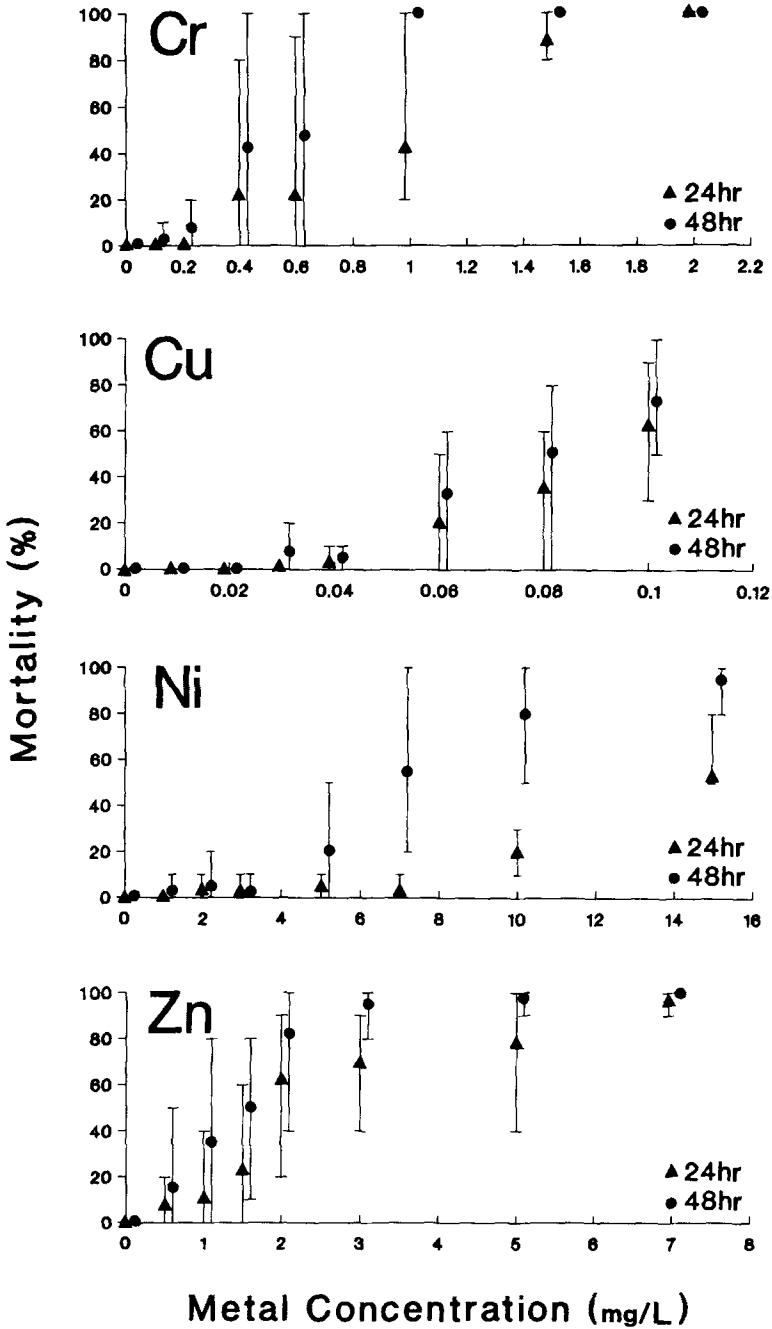 Cr
100
80
60
40
20
0
▲ 24hr
● 48hr
0 0.2 0.4 0.6 0.8 1 1.2 1.4 1.6 1.8 2 2.2
Cu
100
80
60
40
20
0
▲ 24hr
● 48hr
0 0.02 0.04 0.06 0.08 0.1 0.12
Mortality (%)
Ni
100
80
60
40
20
0
▲ 24hr
● 48hr
0 2 4 6 8 10 12 14 16
Zn
100
80
60
40
20
0
▲ 24hr
● 48hr
0 1 2 3 4 5 6 7 8
Metal Concentration (mg/L)